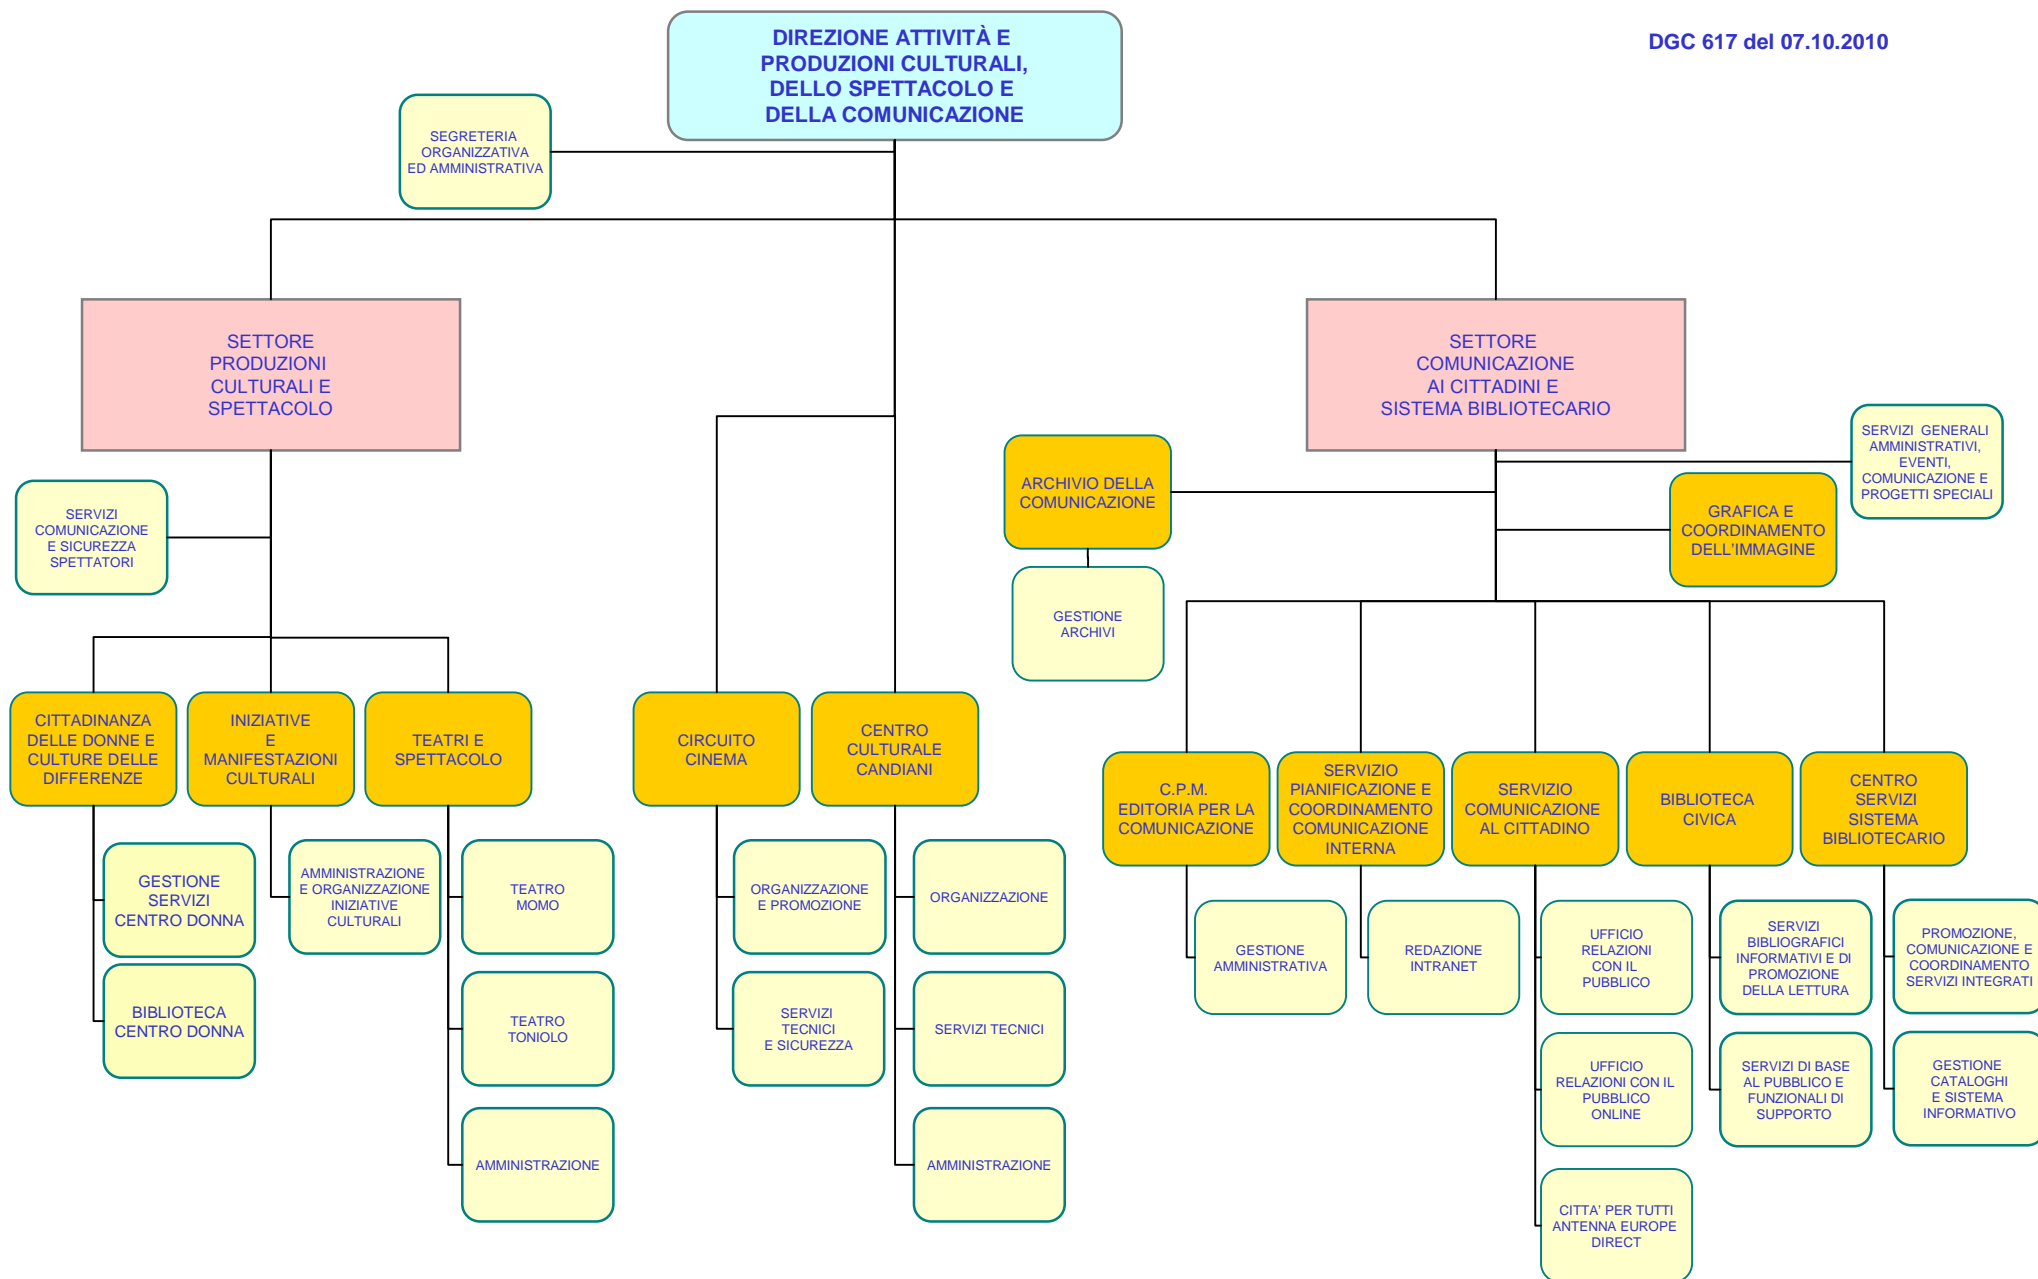 DIREZIONE ATTIVITÀ E
PRODUZIONI CULTURALI,
DELLO SPETTACOLO E
DELLA COMUNICAZIONE
DGC 617 del 07.10.2010
SEGRETERIA
ORGANIZZATIVA
ED AMMINISTRATIVA
SETTORE
PRODUZIONI
CULTURALI E
SPETTACOLO
SETTORE
COMUNICAZIONE
AI CITTADINI E
SISTEMA BIBLIOTECARIO
SERVIZI GENERALI
AMMINISTRATIVI,
EVENTI,
COMUNICAZIONE E
PROGETTI SPECIALI
ARCHIVIO DELLA
COMUNICAZIONE
GRAFICA E
COORDINAMENTO
DELL'IMMAGINE
SERVIZI
COMUNICAZIONE
E SICUREZZA
SPETTATORI
GESTIONE
ARCHIVI
CITTADINANZA
DELLE DONNE E
CULTURE DELLE
DIFFERENZE
INIZIATIVE
E
MANIFESTAZIONI
CULTURALI
TEATRI E
SPETTACOLO
CIRCUITO
CINEMA
CENTRO
CULTURALE
CANDIANI
C.P.M.
EDITORIA PER LA
COMUNICAZIONE
SERVIZIO
PIANIFICAZIONE E
COORDINAMENTO
COMUNICAZIONE
INTERNA
SERVIZIO
COMUNICAZIONE
AL CITTADINO
BIBLIOTECA
CIVICA
CENTRO
SERVIZI
SISTEMA
BIBLIOTECARIO
GESTIONE
SERVIZI
CENTRO DONNA
AMMINISTRAZIONE
E ORGANIZZAZIONE
INIZIATIVE
CULTURALI
TEATRO
MOMO
ORGANIZZAZIONE
E PROMOZIONE
ORGANIZZAZIONE
GESTIONE
AMMINISTRATIVA
REDAZIONE
INTRANET
UFFICIO
RELAZIONI
CON IL
PUBBLICO
SERVIZI
BIBLIOGRAFICI
INFORMATIVI E DI
PROMOZIONE
DELLA LETTURA
PROMOZIONE,
COMUNICAZIONE E
COORDINAMENTO
SERVIZI INTEGRATI
BIBLIOTECA
CENTRO DONNA
TEATRO
TONIOLO
SERVIZI
TECNICI
E SICUREZZA
SERVIZI TECNICI
UFFICIO
RELAZIONI CON IL
PUBBLICO
ONLINE
SERVIZI DI BASE
AL PUBBLICO E
FUNZIONALI DI
SUPPORTO
GESTIONE
CATALOGHI
E SISTEMA
INFORMATIVO
AMMINISTRAZIONE
AMMINISTRAZIONE
CITTA' PER TUTTI
ANTENNA EUROPE
DIRECT